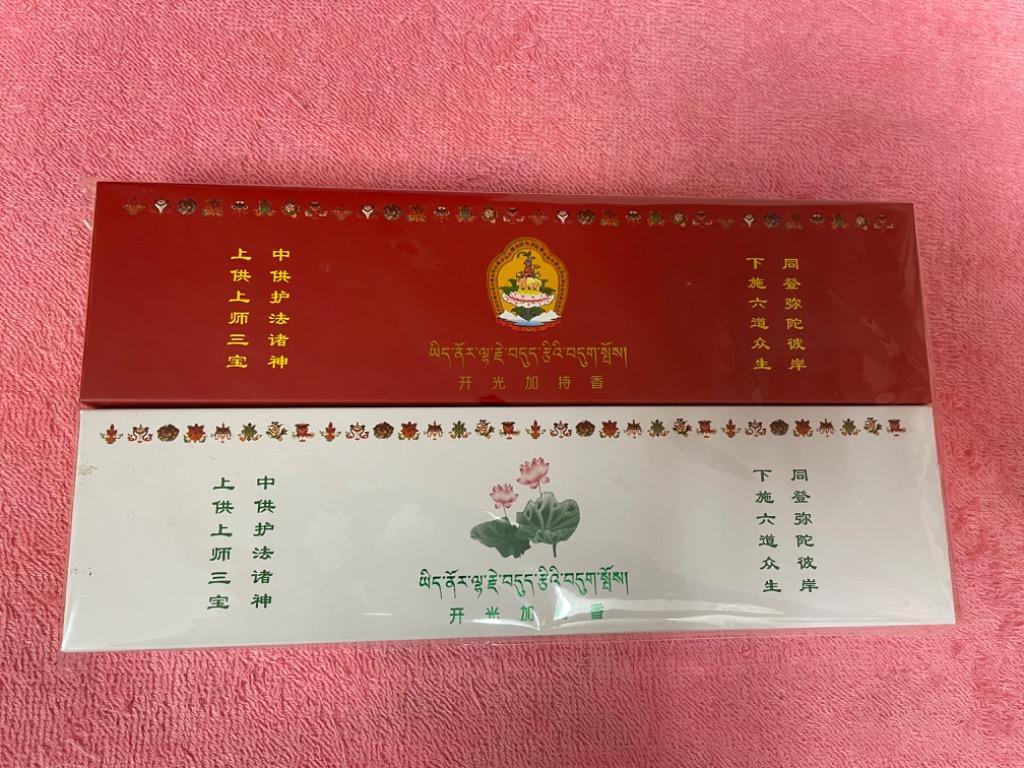 中供护法诸神
上供上师三宝
同登弥陀彼岸
下施六道众生
ཡིད་ནོར་ལྷ་རྫེ་བདུད་རྩིའི་བདུག་སྤོས།
开光加持香
中供护法诸神
上供上师三宝
同登弥陀彼岸
下施六道众生
ཡིད་ནོར་ལྷ་རྫེ་བདུད་རྩིའི་བདུག་སྤོས།
开光加持香